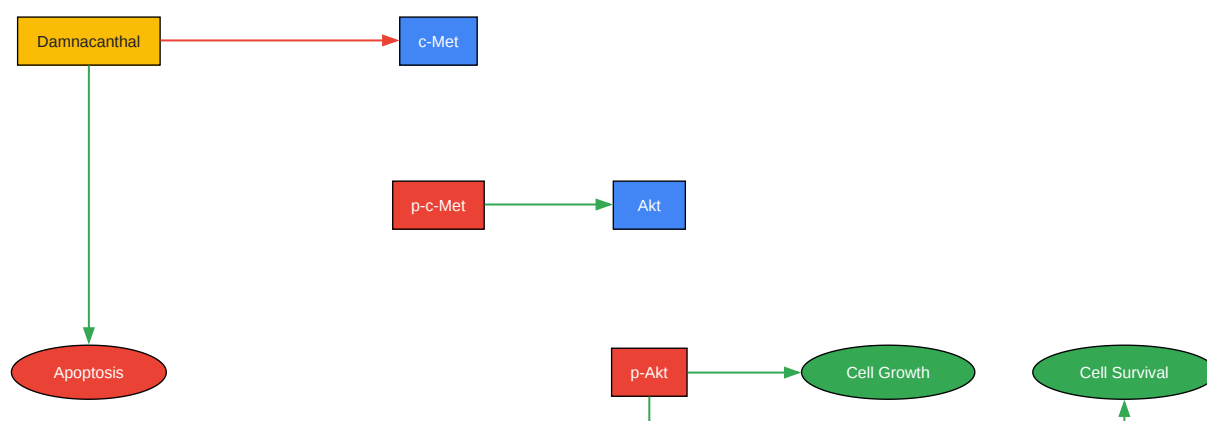 Damnacanthal
c-Met
p-c-Met
Akt
Apoptosis
p-Akt
Cell Growth
Cell Survival